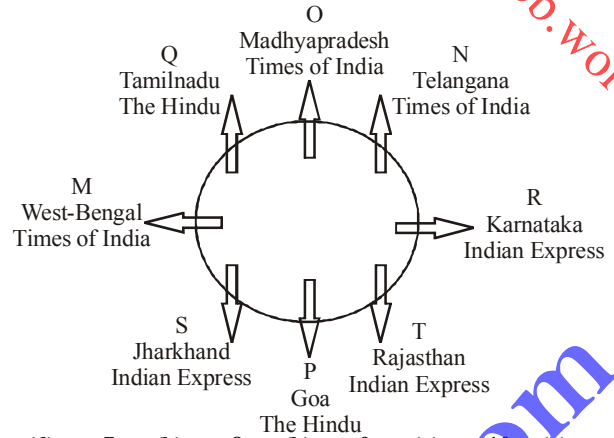 O
Madhyapradesh
Times of India
Q
Tamilnadu
The Hindu
N
Telangana
Times of India
M
West-Bengal
Times of India
R
Karnataka
Indian Express
S
Jharkhand
Indian Express
P
Goa
The Hindu
T
Rajasthan
Indian Express